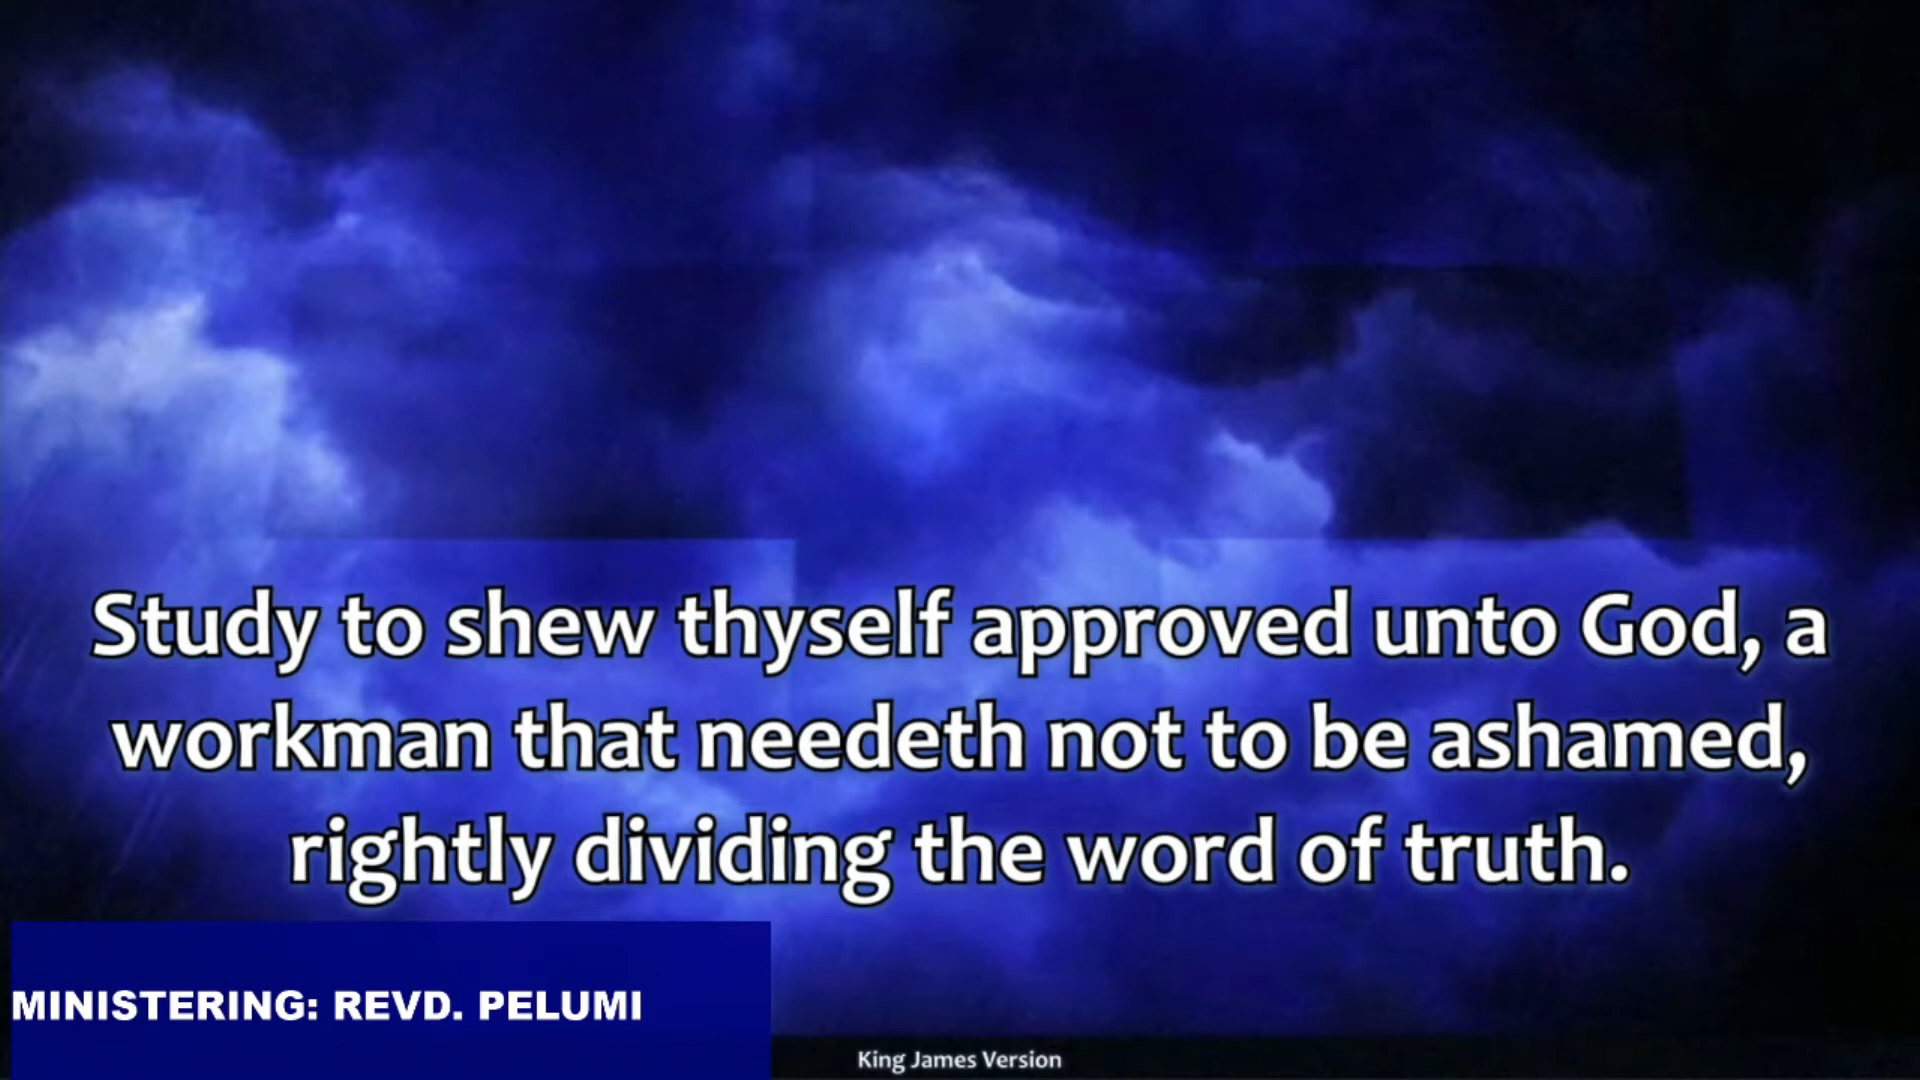 Study to shew thyself approved unto God, a
workman that needeth not to be ashamed,
rightly dividing the word of truth.
MINISTERING: REVD. PELUMI
King James Version